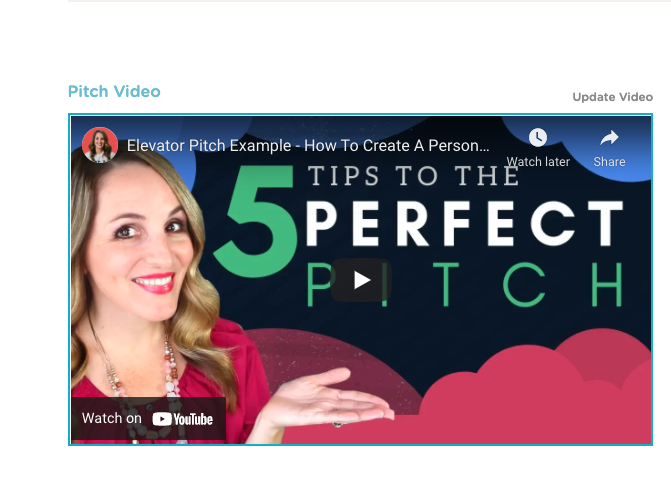 Pitch Video
Update Video
Elevator Pitch Example - How To Create A Person...
Watch later
Share
5
TIPS TO THE
PERFECT
PITCH
Watch on YouTube